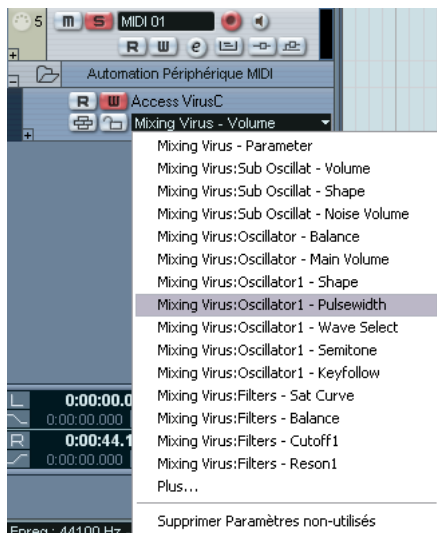 5 m S MIDI 01
R W e
Automation Périphérique MIDI
R W Access VirusC
Mixing Virus - Volume
Mixing Virus - Parameter
Mixing Virus:Sub Oscillat - Volume
Mixing Virus:Sub Oscillat - Shape
Mixing Virus:Sub Oscillat - Noise Volume
Mixing Virus:Oscillator - Balance
Mixing Virus:Oscillator - Main Volume
Mixing Virus:Oscillator1 - Shape
Mixing Virus:Oscillator1 - Pulsewidth
Mixing Virus:Oscillator1 - Wave Select
Mixing Virus:Oscillator1 - Semitone
Mixing Virus:Oscillator1 - Keyfollow
Mixing Virus:Filters - Sat Curve
Mixing Virus:Filters - Balance
Mixing Virus:Filters - Cutoff1
Mixing Virus:Filters - Reson1
Plus...
Supprimer Paramètres non-utilisés
L 0:00:00.0
0:00:00.000
R 0:00:44.1
0:00:00.000
Enreg : 44100 Hz